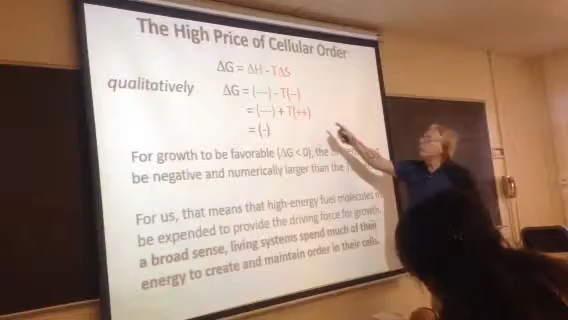 The High Price of Cellular Order
ΔG = ΔH - TΔS
qualitatively ΔG = (—) - T(-)
= (—) + T(++)
= (-)
For growth to be favorable (ΔG < 0), the
be negative and numerically larger than the
For us, that means that high-energy fuel molecules
be expended to provide the driving force for growth.
a broad sense, living systems spend much of their
energy to create and maintain order in their cells.